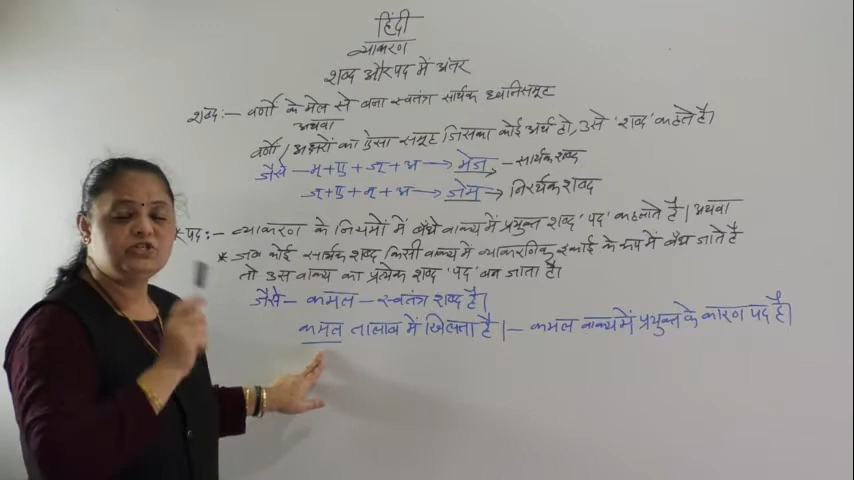 हिंदी
व्याकरण
शब्द और पद में अंतर
शब्द :- वर्णों के मेल से बना स्वतंत्र सार्थक ध्वनिसमूह
अथवा
वर्णों / अक्षरों का ऐसा समूह जिसका कोई अर्थ हो, उसे 'शब्द' कहते हैं।
जैसे - म्+ए+ज्+अ → मेज - सार्थक शब्द
ज्+ए+म्+अ → जेम → निरर्थक शब्द
* पद :- व्याकरण के नियमों में बँधे वाक्य में प्रयुक्त शब्द 'पद' कहलाते हैं। अथवा
* जब कोई सार्थक शब्द किसी वाक्य में व्याकरणिक इकाई के रूप में बँध जाते हैं
तो उस वाक्य का प्रत्येक शब्द 'पद' बन जाता है।
जैसे - कमल - स्वतंत्र शब्द है।
कमल तालाब में खिलता है। - कमल वाक्य में प्रयुक्त के कारण पद है।